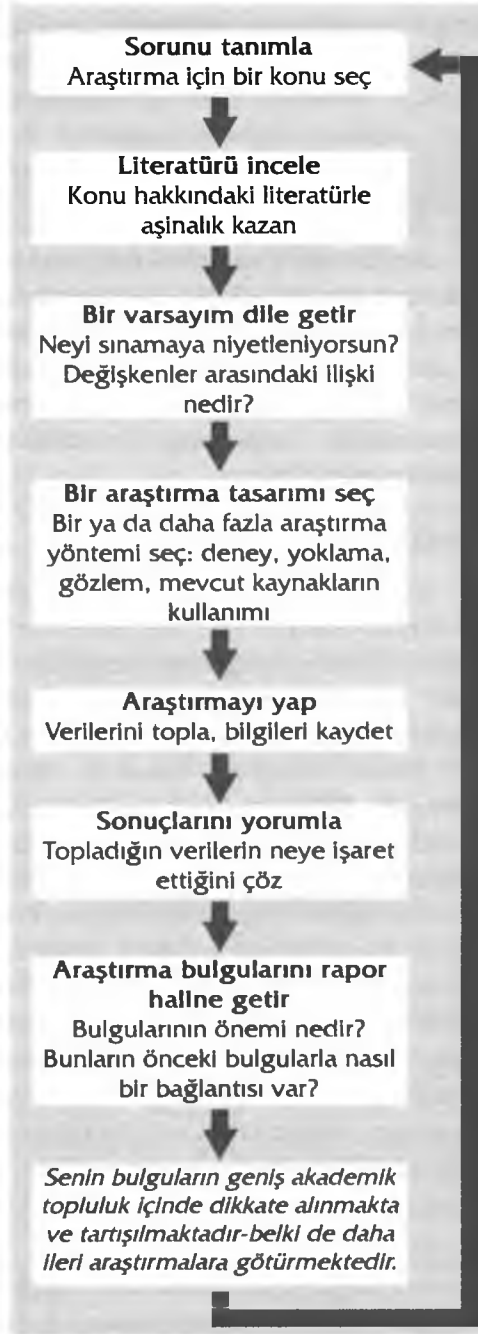 Sorunu tanımla
Araştırma için bir konu seç
Literatürü incele
Konu hakkındaki literatürle
aşinalık kazan
Bir varsayım dile getir
Neyi sınamaya niyetleniyorsun?
Değişkenler arasındaki ilişki
nedir?
Bir araştırma tasarımı seç
Bir ya da daha fazla araştırma
yöntemi seç: deney, yoklama,
gözlem, mevcut kaynakların
kullanımı
Araştırmayı yap
Verilerini topla, bilgileri kaydet
Sonuçlarını yorumla
Topladığın verilerin neye işaret
ettiğini çöz
Araştırma bulgularını rapor
haline getir
Bulgularının önemi nedir?
Bunların önceki bulgularla nasıl
bir bağlantısı var?
Senin bulguların geniş akademik
topluluk içinde dikkate alınmakta
ve tartışılmaktadır-belki de daha
ileri araştırmalara götürmektedir.